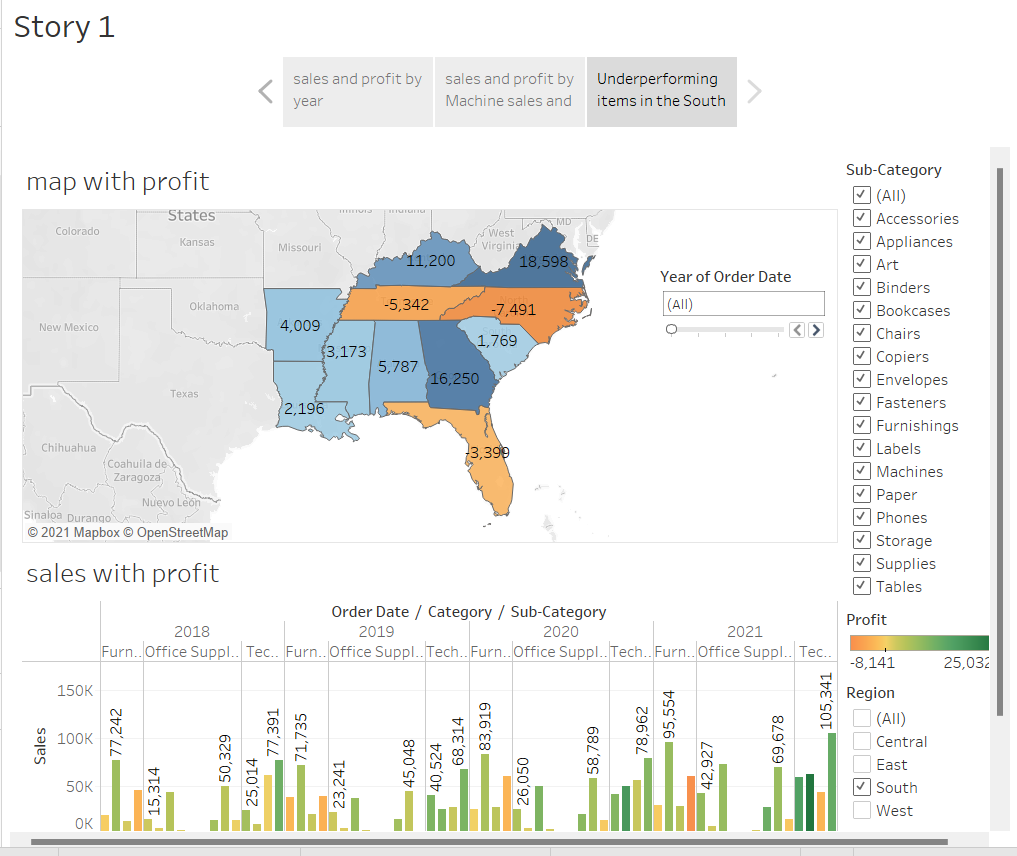 Story 1
sales and profit by year
sales and profit by Machine sales and
Underperforming items in the South
map with profit
States
Colorado
Kansas
Missouri
Illinois
Indiana
West Virginia
MD
DE
Oklahoma
New Mexico
Texas
Chihuahua
Coahuila de Zaragoza
Nuevo León
Sinaloa
Durango
11,200
18,598
-5,342
-7,491
4,009
3,173
5,787
1,769
16,250
2,196
-3,399
© 2021 Mapbox © OpenStreetMap
Year of Order Date
(All)
sales with profit
Order Date / Category / Sub-Category
2018
2019
2020
2021
Furn..
Office Suppl..
Tec..
Furn..
Office Suppl..
Tech..
Furn..
Office Suppl..
Tech..
Furn..
Office Suppl..
Tec..
Sales
150K
100K
50K
0K
77,242
15,314
50,329
25,014
77,391
71,735
23,241
45,048
40,524
68,314
83,919
26,050
58,789
78,962
95,554
42,927
69,678
105,341
Sub-Category
(All)
Accessories
Appliances
Art
Binders
Bookcases
Chairs
Copiers
Envelopes
Fasteners
Furnishings
Labels
Machines
Paper
Phones
Storage
Supplies
Tables
Profit
-8,141
25,032
Region
(All)
Central
East
South
West